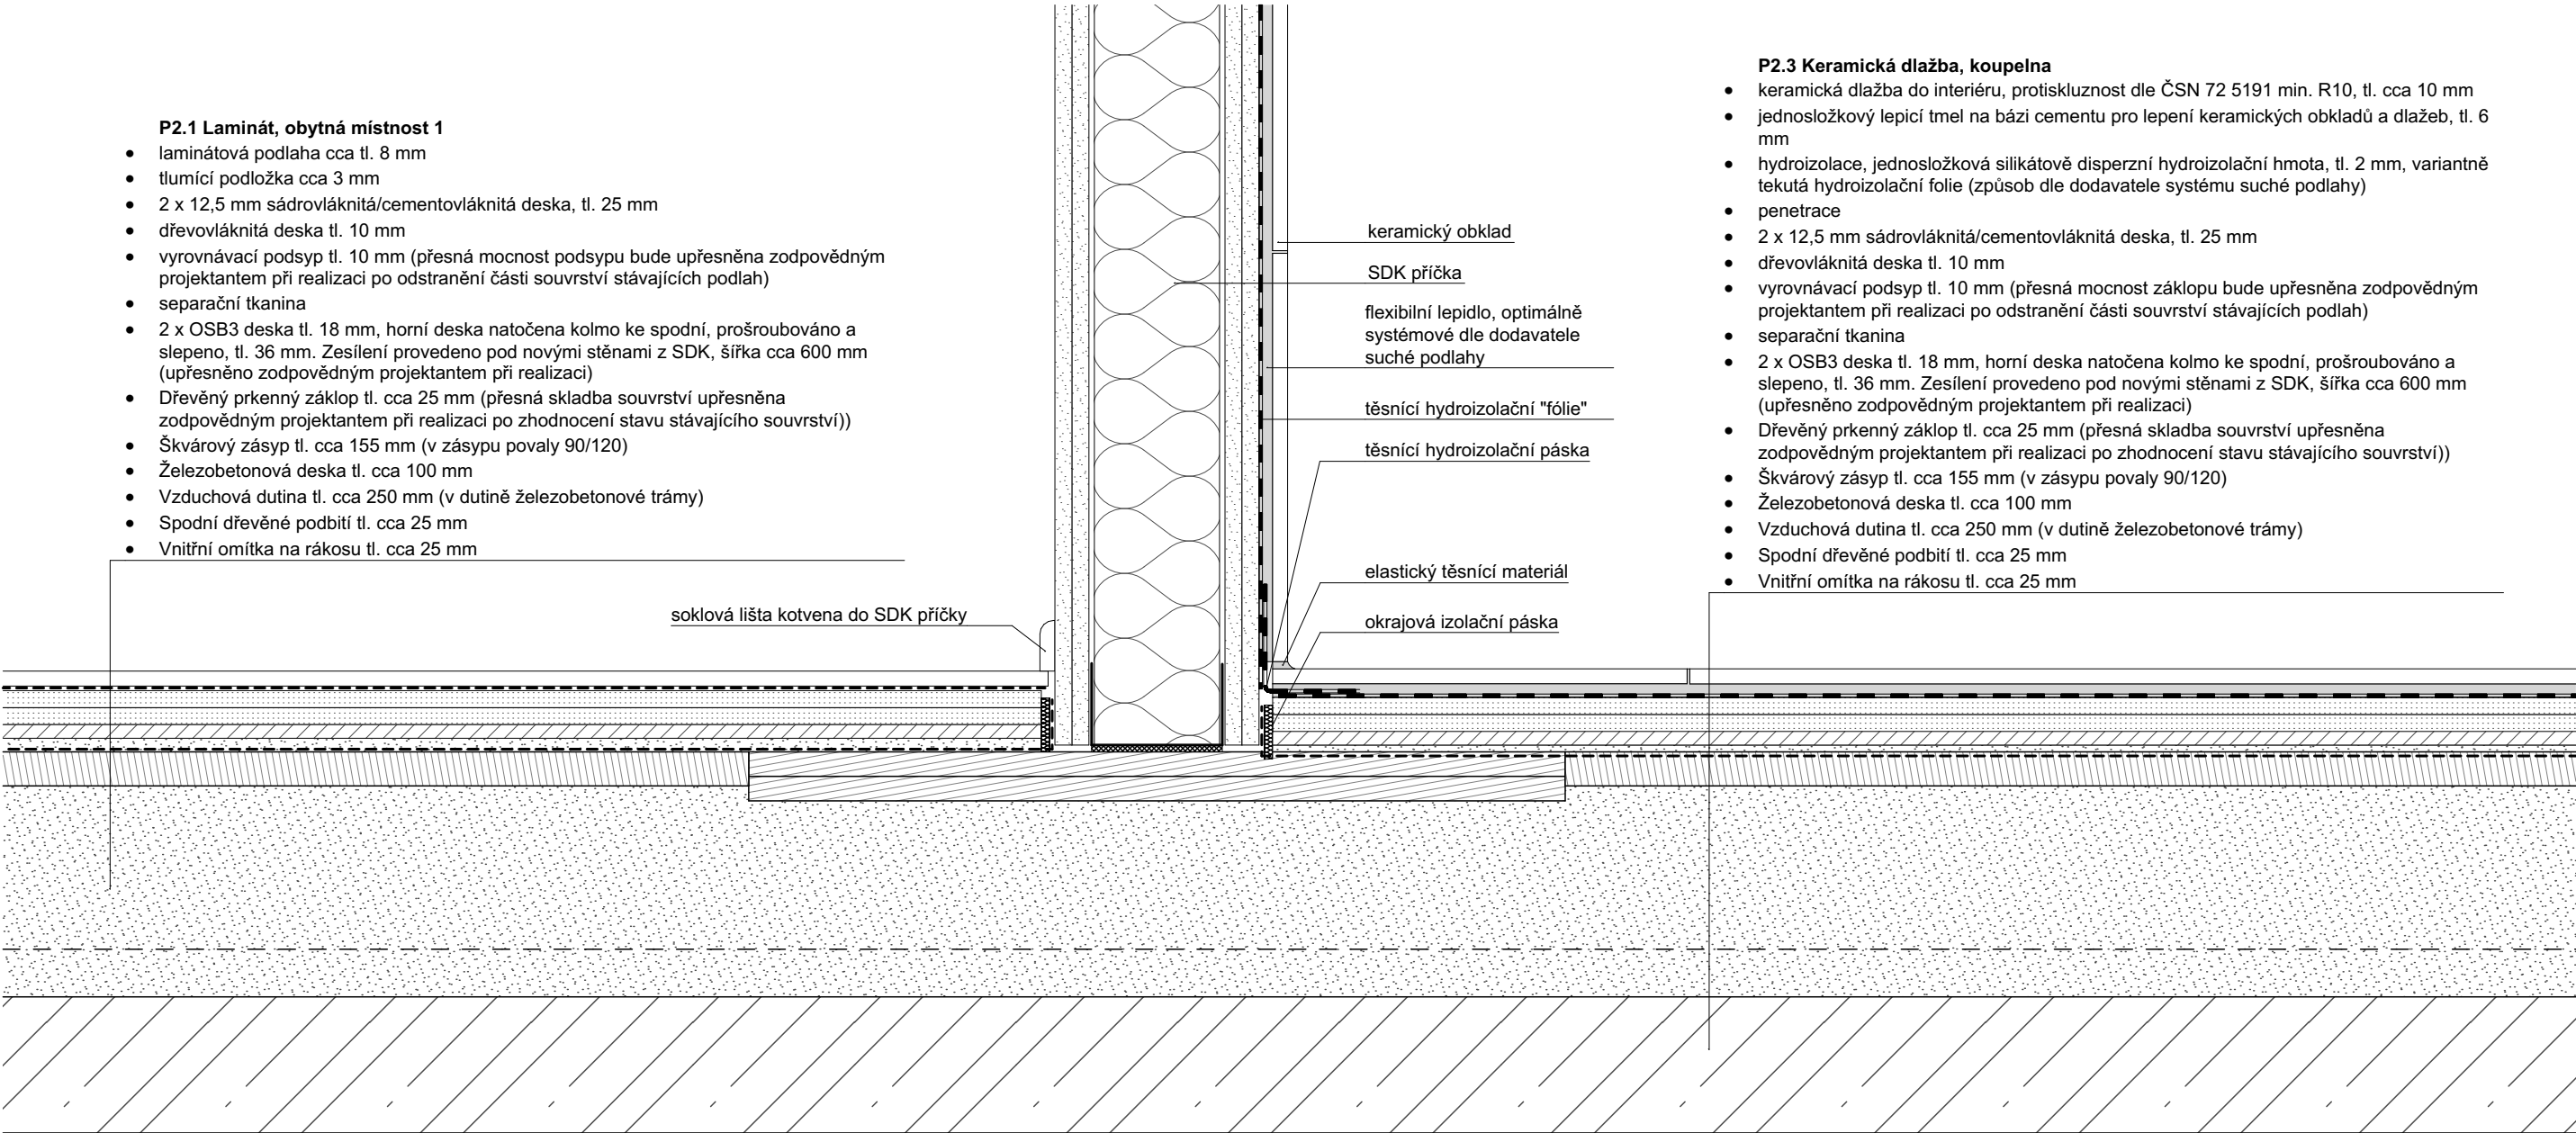 P2.1 Laminát, obytná místnost 1
• laminátová podlaha cca tl. 8 mm
• tlumící podložka cca 3 mm
• 2 x 12,5 mm sádrovláknitá/cementovláknitá deska, tl. 25 mm
• dřevovláknitá deska tl. 10 mm
• vyrovnávací podsyp tl. 10 mm (přesná mocnost podsypu bude upřesněna zodpovědným
projektantem při realizaci po odstranění části souvrství stávajících podlah)
• separační tkanina
• 2 x OSB3 deska tl. 18 mm, horní deska natočena kolmo ke spodní, prošroubováno a
slepeno, tl. 36 mm. Zesílení provedeno pod novými stěnami z SDK, šířka cca 600 mm
(upřesněno zodpovědným projektantem při realizaci)
• Dřevěný prkenný záklop tl. cca 25 mm (přesná skladba souvrství upřesněna
zodpovědným projektantem při realizaci po zhodnocení stavu stávajícího souvrství))
• Škvárový zásyp tl. cca 155 mm (v zásypu povaly 90/120)
• Železobetonová deska tl. cca 100 mm
• Vzduchová dutina tl. cca 250 mm (v dutině železobetonové trámy)
• Spodní dřevěné podbití tl. cca 25 mm
• Vnitřní omítka na rákosu tl. cca 25 mm
soklová lišta kotvena do SDK příčky
keramický obklad
SDK příčka
flexibilní lepidlo, optimálně
systémové dle dodavatele
suché podlahy
těsnící hydroizolační "fólie"
těsnící hydroizolační páska
elastický těsnící materiál
okrajová izolační páska
P2.3 Keramická dlažba, koupelna
• keramická dlažba do interiéru, protiskluznost dle ČSN 72 5191 min. R10, tl. cca 10 mm
• jednosložkový lepicí tmel na bázi cementu pro lepení keramických obkladů a dlažeb, tl. 6
mm
• hydroizolace, jednosložková silikátově disperzní hydroizolační hmota, tl. 2 mm, variantně
tekutá hydroizolační folie (způsob dle dodavatele systému suché podlahy)
• penetrace
• 2 x 12,5 mm sádrovláknitá/cementovláknitá deska, tl. 25 mm
• dřevovláknitá deska tl. 10 mm
• vyrovnávací podsyp tl. 10 mm (přesná mocnost záklopu bude upřesněna zodpovědným
projektantem při realizaci po odstranění části souvrství stávajících podlah)
• separační tkanina
• 2 x OSB3 deska tl. 18 mm, horní deska natočena kolmo ke spodní, prošroubováno a
slepeno, tl. 36 mm. Zesílení provedeno pod novými stěnami z SDK, šířka cca 600 mm
(upřesněno zodpovědným projektantem při realizaci)
• Dřevěný prkenný záklop tl. cca 25 mm (přesná skladba souvrství upřesněna
zodpovědným projektantem při realizaci po zhodnocení stavu stávajícího souvrství))
• Škvárový zásyp tl. cca 155 mm (v zásypu povaly 90/120)
• Železobetonová deska tl. cca 100 mm
• Vzduchová dutina tl. cca 250 mm (v dutině železobetonové trámy)
• Spodní dřevěné podbití tl. cca 25 mm
• Vnitřní omítka na rákosu tl. cca 25 mm